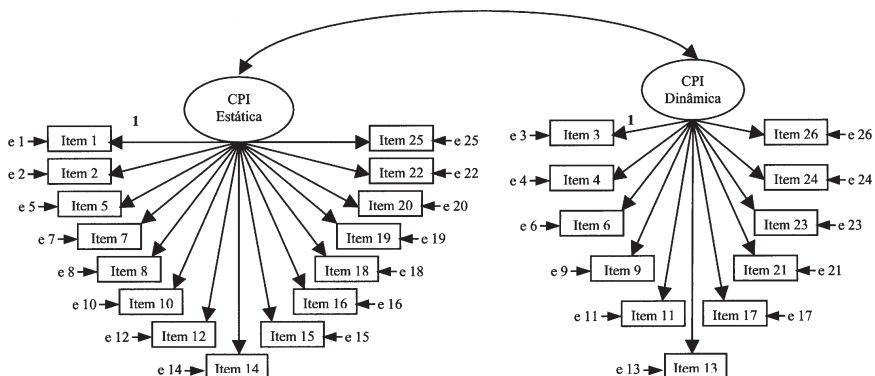 CPI
Estática
CPI
Dinâmica
1
e 1 Item 1 Item 25 e 25
e 2 Item 2 Item 22 e 22
e 5 Item 5 Item 20 e 20
e 7 Item 7 Item 19 e 19
e 8 Item 8 Item 18 e 18
e 10 Item 10 Item 16 e 16
e 12 Item 12 Item 15 e 15
e 14 Item 14
1
e 3 Item 3 Item 26 e 26
e 4 Item 4 Item 24 e 24
e 6 Item 6 Item 23 e 23
e 9 Item 9 Item 21 e 21
e 11 Item 11 Item 17 e 17
e 13 Item 13